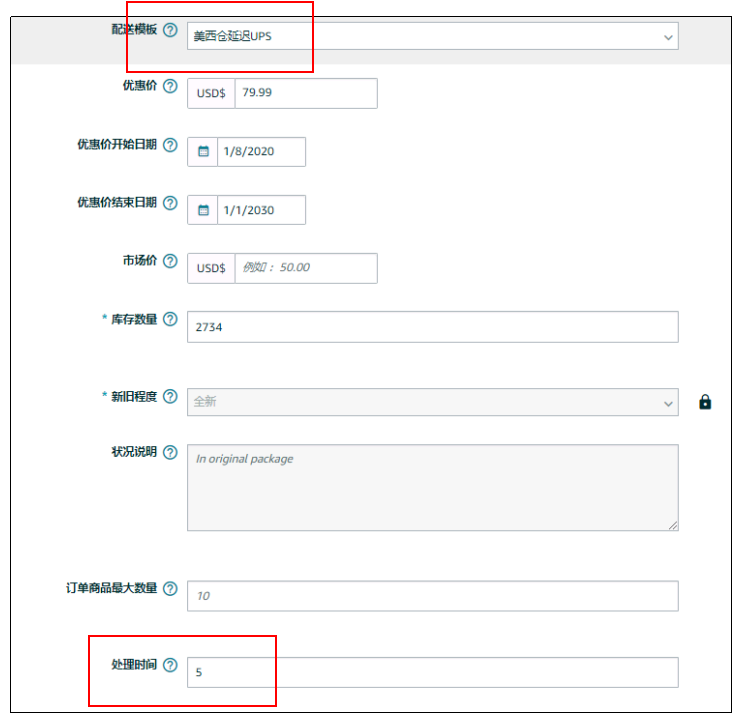 配送模板 美西仓延迟UPS
优惠价 USD$ 79.99
优惠价开始日期 1/8/2020
优惠价结束日期 1/1/2030
市场价 USD$ 例如： 50.00
* 库存数量 2734
* 新旧程度 全新
状况说明 In original package
订单商品最大数量 10
处理时间 5